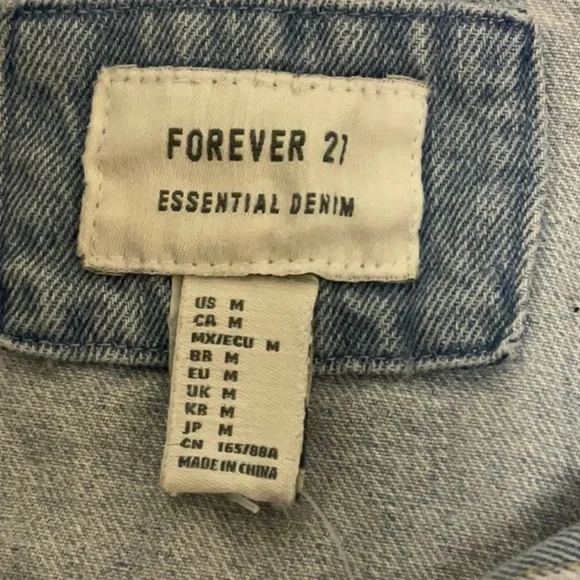 FOREVER 21
ESSENTIAL DENIM
US M
CA M
MX/ECU M
BR M
EU M
UK M
KR M
JP M
CN 165/88A
MADE IN CHINA